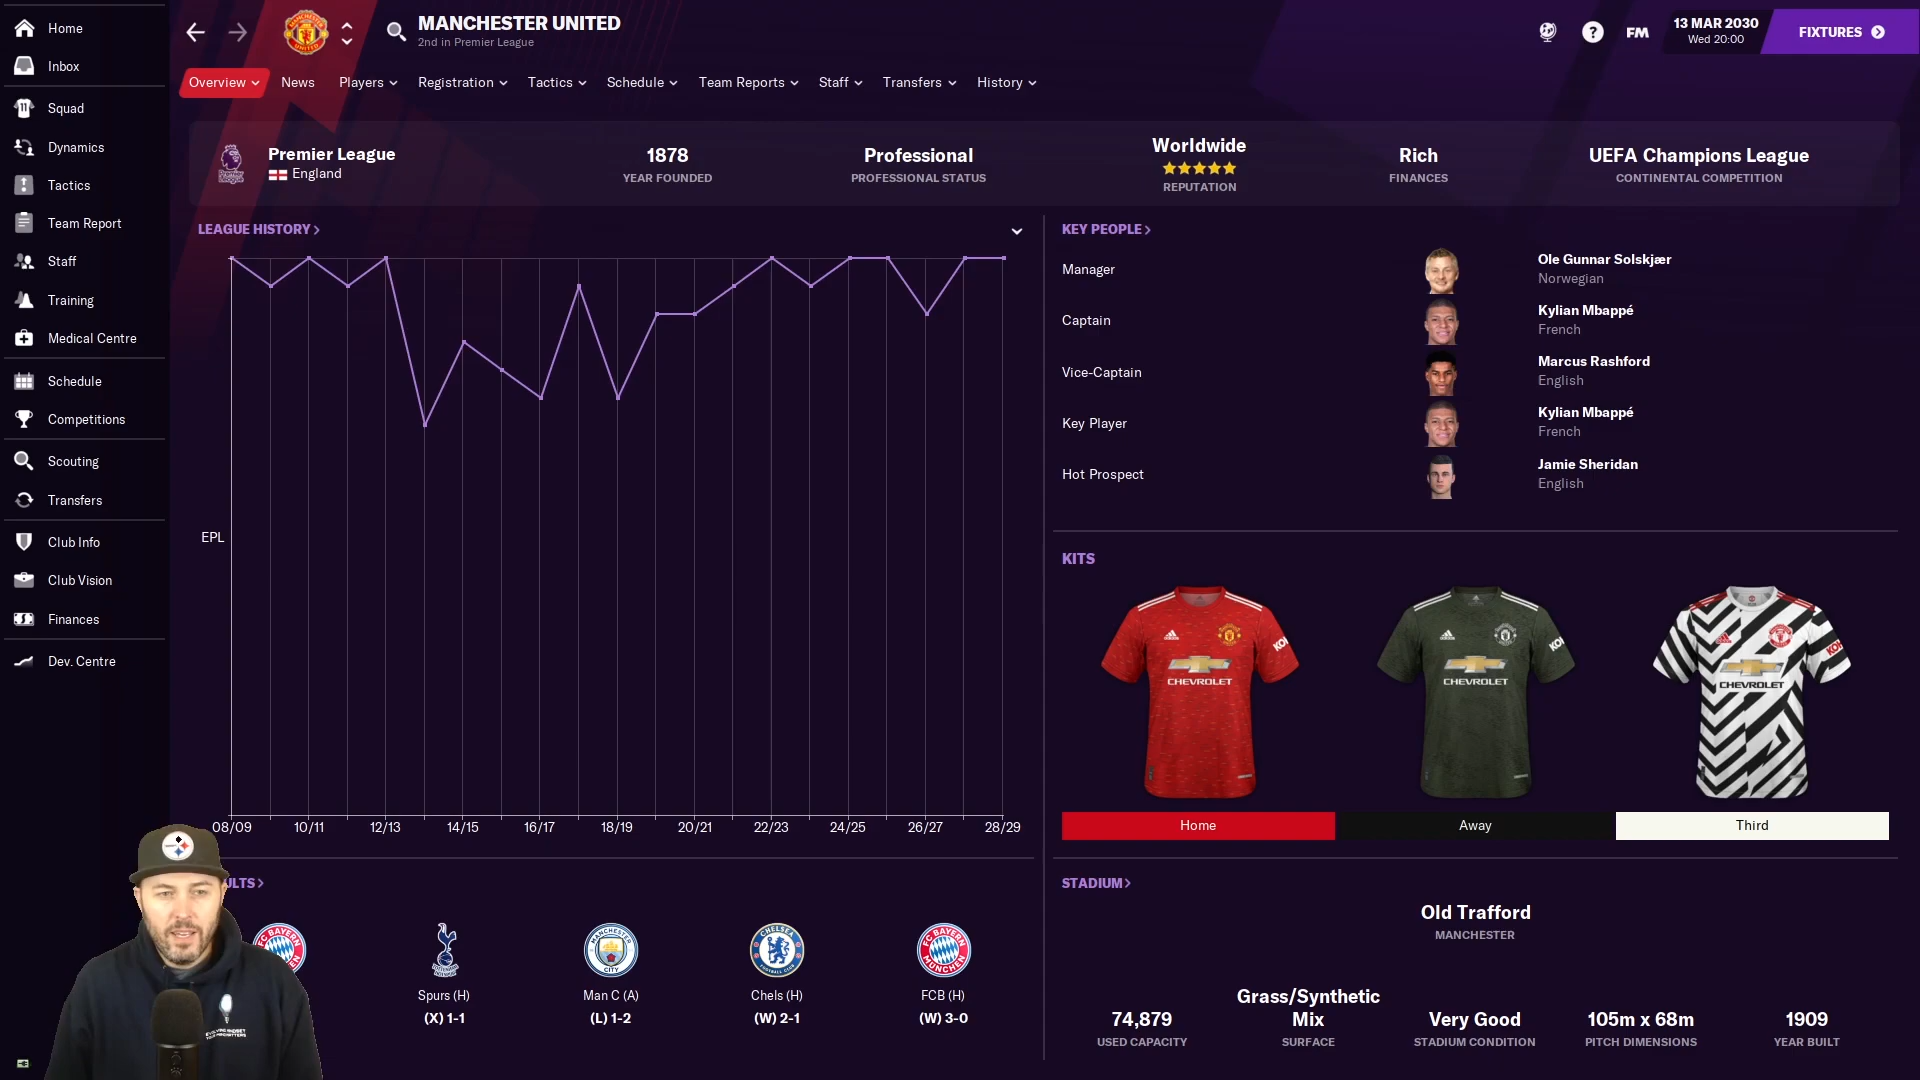 Home
Inbox
Squad
Dynamics
Tactics
Team Report
Staff
Training
Medical Centre
Schedule
Competitions
Scouting
Transfers
Club Info
Club Vision
Finances
Dev. Centre
MANCHESTER UNITED
2nd in Premier League
FM
13 MAR 2030
Wed 20:00
FIXTURES
Overview
News
Players
Registration
Tactics
Schedule
Team Reports
Staff
Transfers
History
Premier League
England
1878
YEAR FOUNDED
Professional
PROFESSIONAL STATUS
Worldwide
REPUTATION
Rich
FINANCES
UEFA Champions League
CONTINENTAL COMPETITION
LEAGUE HISTORY
EPL
08/09 10/11 12/13 14/15 16/17 18/19 20/21 22/23 24/25 26/27 28/29
KEY PEOPLE
Manager
Ole Gunnar Solskjær
Norwegian
Captain
Kylian Mbappé
French
Vice-Captain
Marcus Rashford
English
Key Player
Kylian Mbappé
French
Hot Prospect
Jamie Sheridan
English
KITS
CHEVROLET
CHEVROLET
CHEVROLET
Home
Away
Third
ULTS
Spurs (H)
(X) 1-1
Man C (A)
(L) 1-2
Chels (H)
(W) 2-1
FCB (H)
(W) 3-0
STADIUM
Old Trafford
MANCHESTER
74,879
USED CAPACITY
Grass/Synthetic
Mix
SURFACE
Very Good
STADIUM CONDITION
105m x 68m
PITCH DIMENSIONS
1909
YEAR BUILT